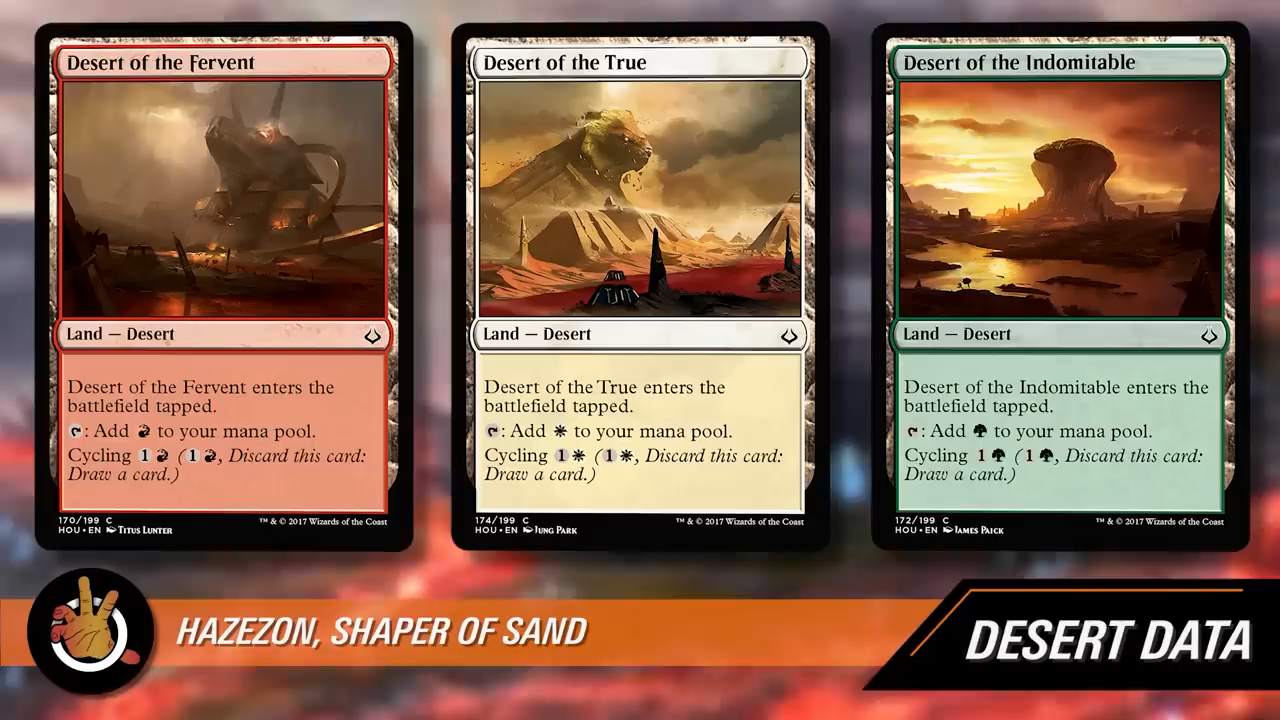 Desert of the Fervent
Land — Desert
Desert of the Fervent enters the
battlefield tapped.
: Add to your mana pool.
Cycling 1 (1 , Discard this card:
Draw a card.)
170/199 C
HOU • EN Titus Lunter
™ & © 2017 Wizards of the Coast
Desert of the True
Land — Desert
Desert of the True enters the
battlefield tapped.
: Add to your mana pool.
Cycling 1 (1 , Discard this card:
Draw a card.)
174/199 C
HOU • EN Jung Park
™ & © 2017 Wizards of the Coast
Desert of the Indomitable
Land — Desert
Desert of the Indomitable enters the
battlefield tapped.
: Add to your mana pool.
Cycling 1 (1 , Discard this card:
Draw a card.)
172/199 C
HOU • EN James Paick
™ & © 2017 Wizards of the Coast
HAZEZON, SHAPER OF SAND
DESERT DATA